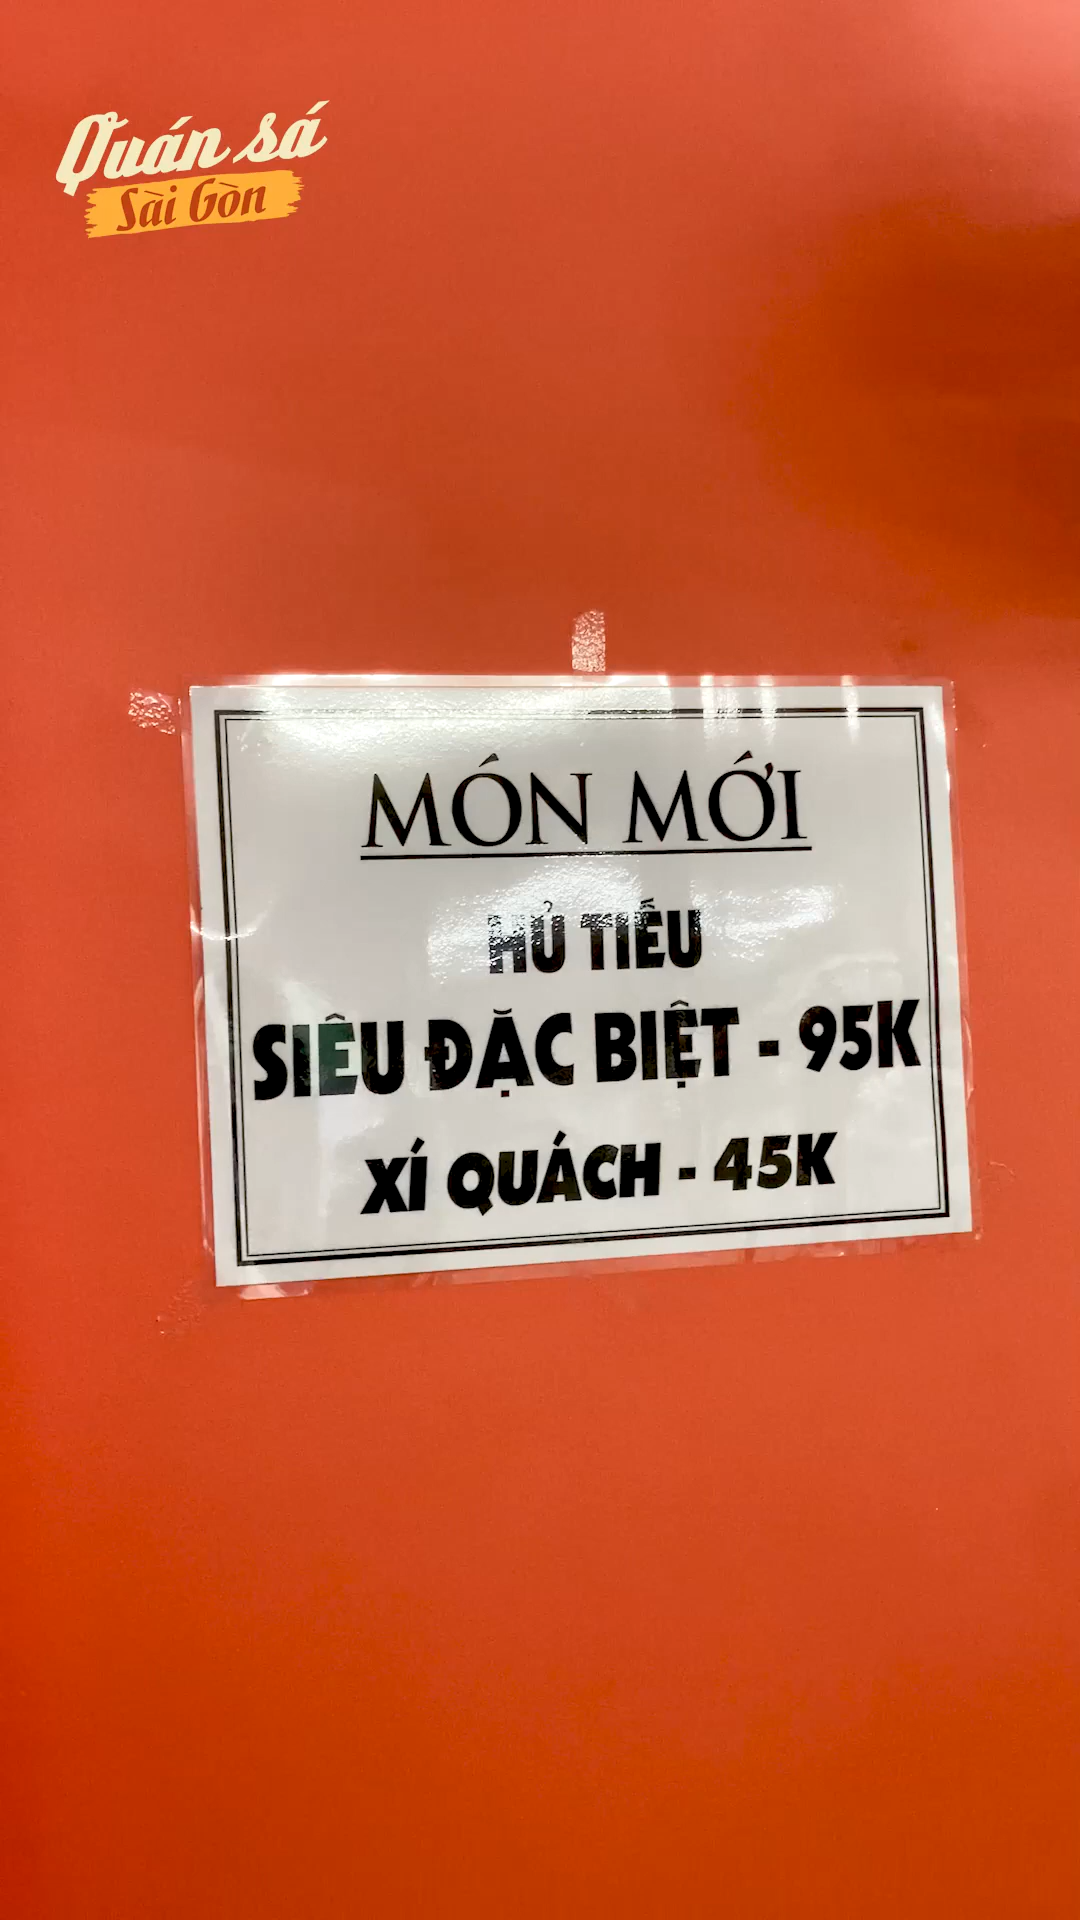 Quán sá
Sài Gòn
MÓN MỚI
HỦ TIẾU
SIÊU ĐẶC BIỆT - 95K
XÍ QUÁCH - 45K